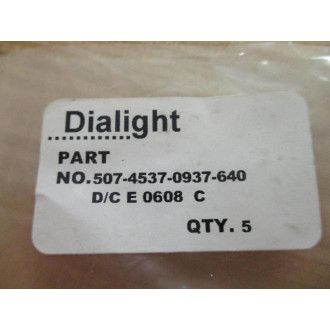 Dialight
PART
NO.507-4537-0937-640
D/C E 0608 C
QTY. 5